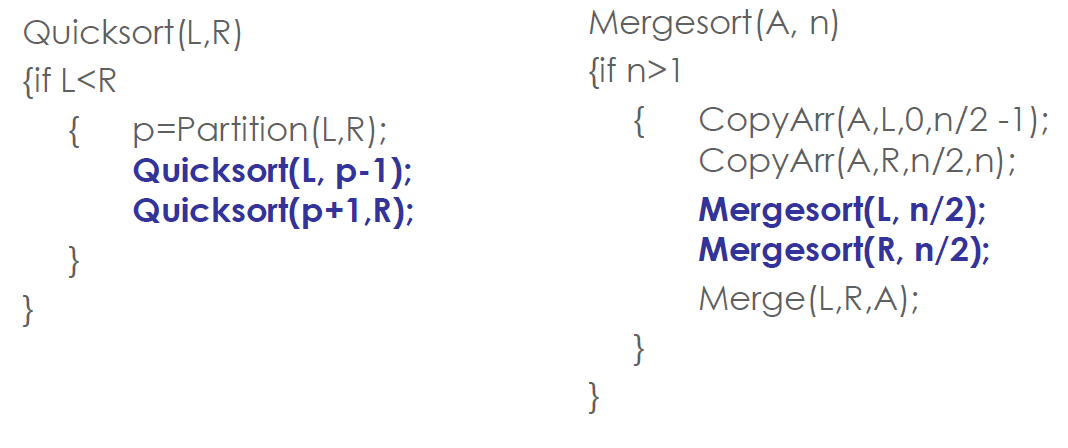 Quicksort(L,R)
{if L<R
{ p=Partition(L,R);
Quicksort(L, p-1);
Quicksort(p+1,R);
}
}
Mergesort(A, n)
{if n>1
{ CopyArr(A,L,0,n/2 -1);
CopyArr(A,R,n/2,n);
Mergesort(L, n/2);
Mergesort(R, n/2);
Merge(L,R,A);
}
}